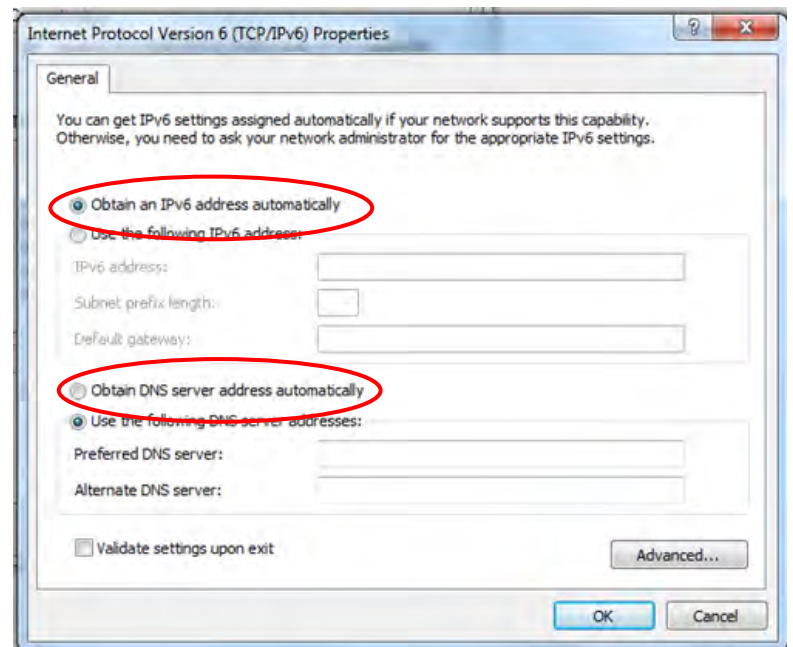 Internet Protocol Version 6 (TCP/IPv6) Properties
General
You can get IPv6 settings assigned automatically if your network supports this capability.
Otherwise, you need to ask your network administrator for the appropriate IPv6 settings.
Obtain an IPv6 address automatically
Use the following IPv6 address:
IPv6 address:
Subnet prefix length:
Default gateway:
Obtain DNS server address automatically
Use the following DNS server addresses:
Preferred DNS server:
Alternate DNS server:
Validate settings upon exit
Advanced...
OK
Cancel